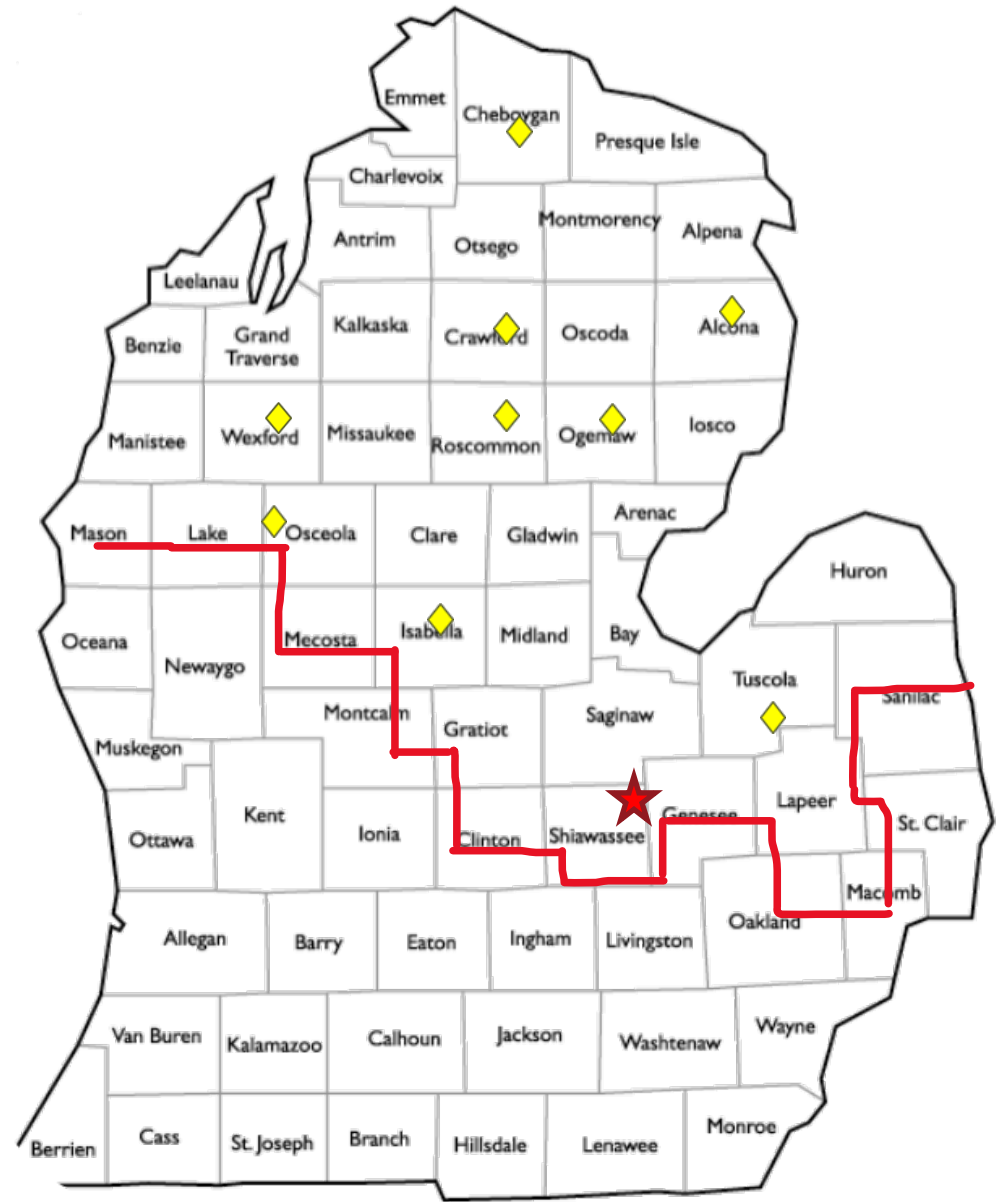 Emmet
Cheboygan
Presque Isle
Charlevoix
Antrim
Otsego
Montmorency
Alpena
Leelanau
Benzie
Grand
Traverse
Kalkaska
Crawford
Oscoda
Alcona
Manistee
Wexford
Missaukee
Roscommon
Ogemaw
Iosco
Mason
Lake
Osceola
Clare
Gladwin
Arenac
Huron
Oceana
Newaygo
Mecosta
Isabella
Midland
Bay
Tuscola
Sanilac
Muskegon
Montcalm
Gratiot
Saginaw
Ottawa
Kent
Ionia
Clinton
Shiawassee
Genesee
Lapeer
St. Clair
Allegan
Barry
Eaton
Ingham
Livingston
Oakland
Macomb
Van Buren
Kalamazoo
Calhoun
Jackson
Washtenaw
Wayne
Berrien
Cass
St. Joseph
Branch
Hillsdale
Lenawee
Monroe